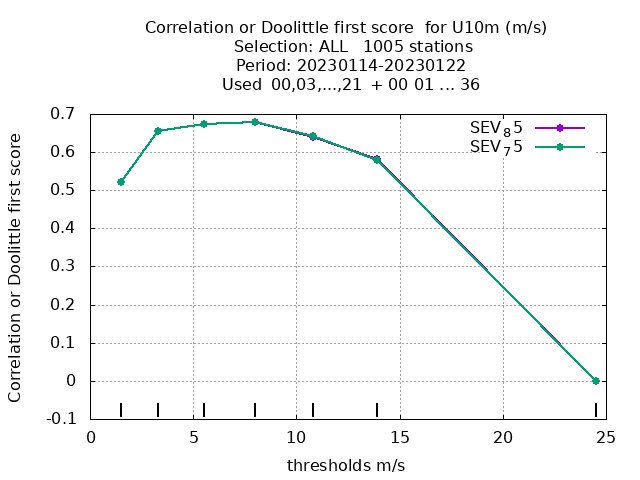 Correlation or Doolittle first score  for U10m (m/s)
Selection: ALL   1005 stations
Period: 20230114-20230122
Used  00,03,...,21  + 00 01 ... 36
Correlation or Doolittle first score
0.7
0.6
0.5
0.4
0.3
0.2
0.1
0
-0.1
SEV₈5
SEV₇5
0 5 10 15 20 25
thresholds m/s